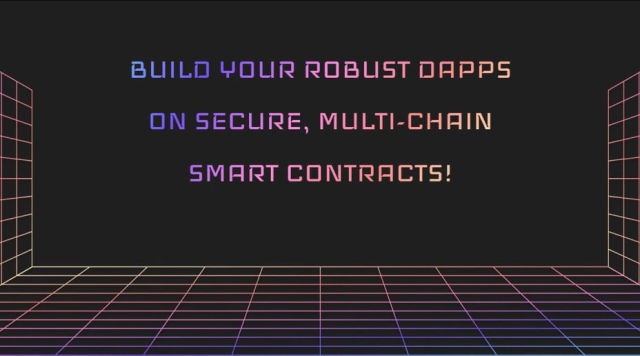 BUILD YOUR ROBUST DAPPS
ON SECURE, MULTI-CHAIN
SMART CONTRACTS!